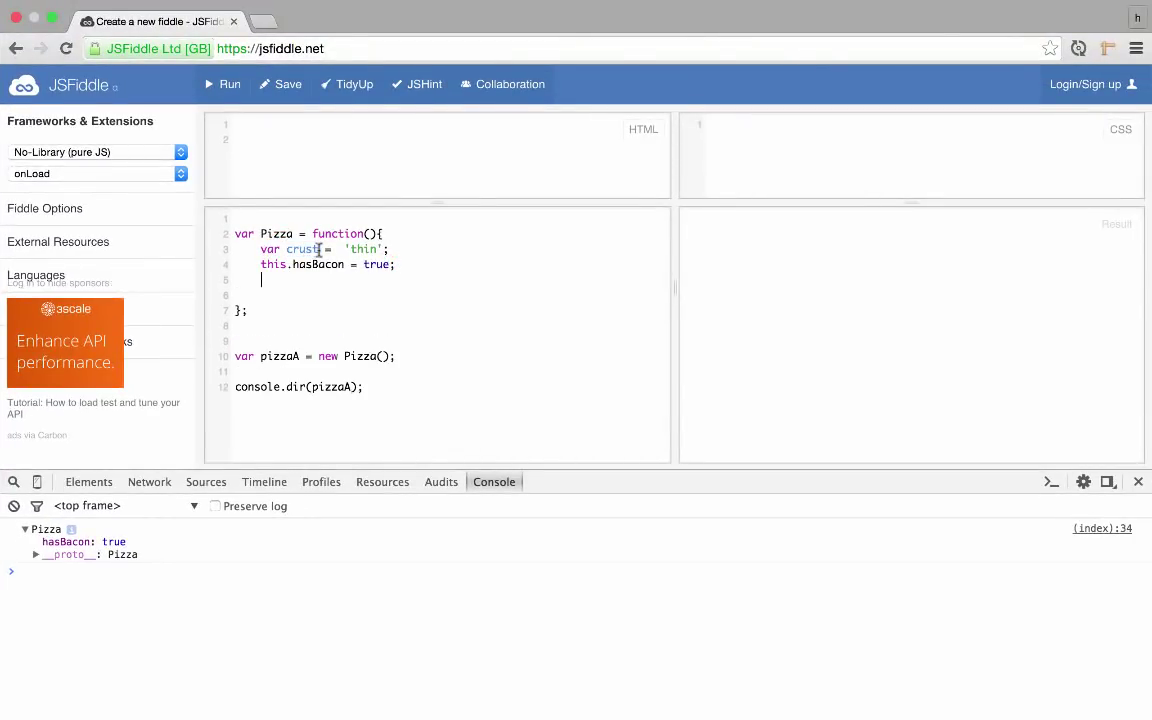 Create a new fiddle - JSFid
h
JSFiddle Ltd [GB] https://jsfiddle.net
JSFiddle
Run Save TidyUp JSHint Collaboration Login/Sign up
Frameworks & Extensions
No-Library (pure JS)
onLoad
Fiddle Options
External Resources
Languages
Log in to hide sponsors
3scale
Enhance API
performance.
ks
Tutorial: How to load test and tune your
API
ads via Carbon
1
2
HTML
1
CSS
1
2 var Pizza = function(){
3 var crust = 'thin';
4 this.hasBacon = true;
5
6
7 };
8
9
10 var pizzaA = new Pizza();
11
12 console.dir(pizzaA);
Result
Elements Network Sources Timeline Profiles Resources Audits Console
<top frame> Preserve log
Pizza (index):34
hasBacon: true
__proto__: Pizza